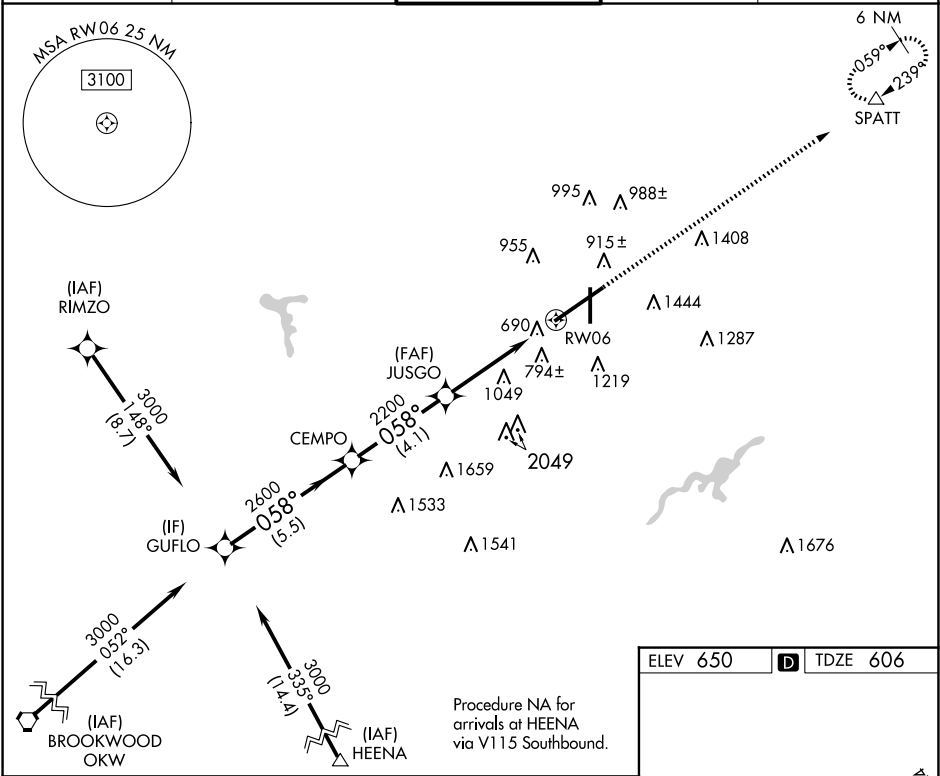 MSA RW06 25 NM
3100
6 NM
059°
239°
SPATT
995
988±
955
915±
1408
(IAF)
RIMZO
1444
690
RW06
1287
794±
1219
(FAF)
JUSGO
1049
3000
148°
(8.7)
2200
058°
(4.1)
CEMPO
2049
1659
2600
058°
(5.5)
1533
(IF)
GUFLO
1541
1676
3000
052°
(16.3)
3000
335°
(14.4)
(IAF)
BROOKWOOD
OKW
(IAF)
HEENA
Procedure NA for
arrivals at HEENA
via V115 Southbound.
ELEV 650 D TDZE 606